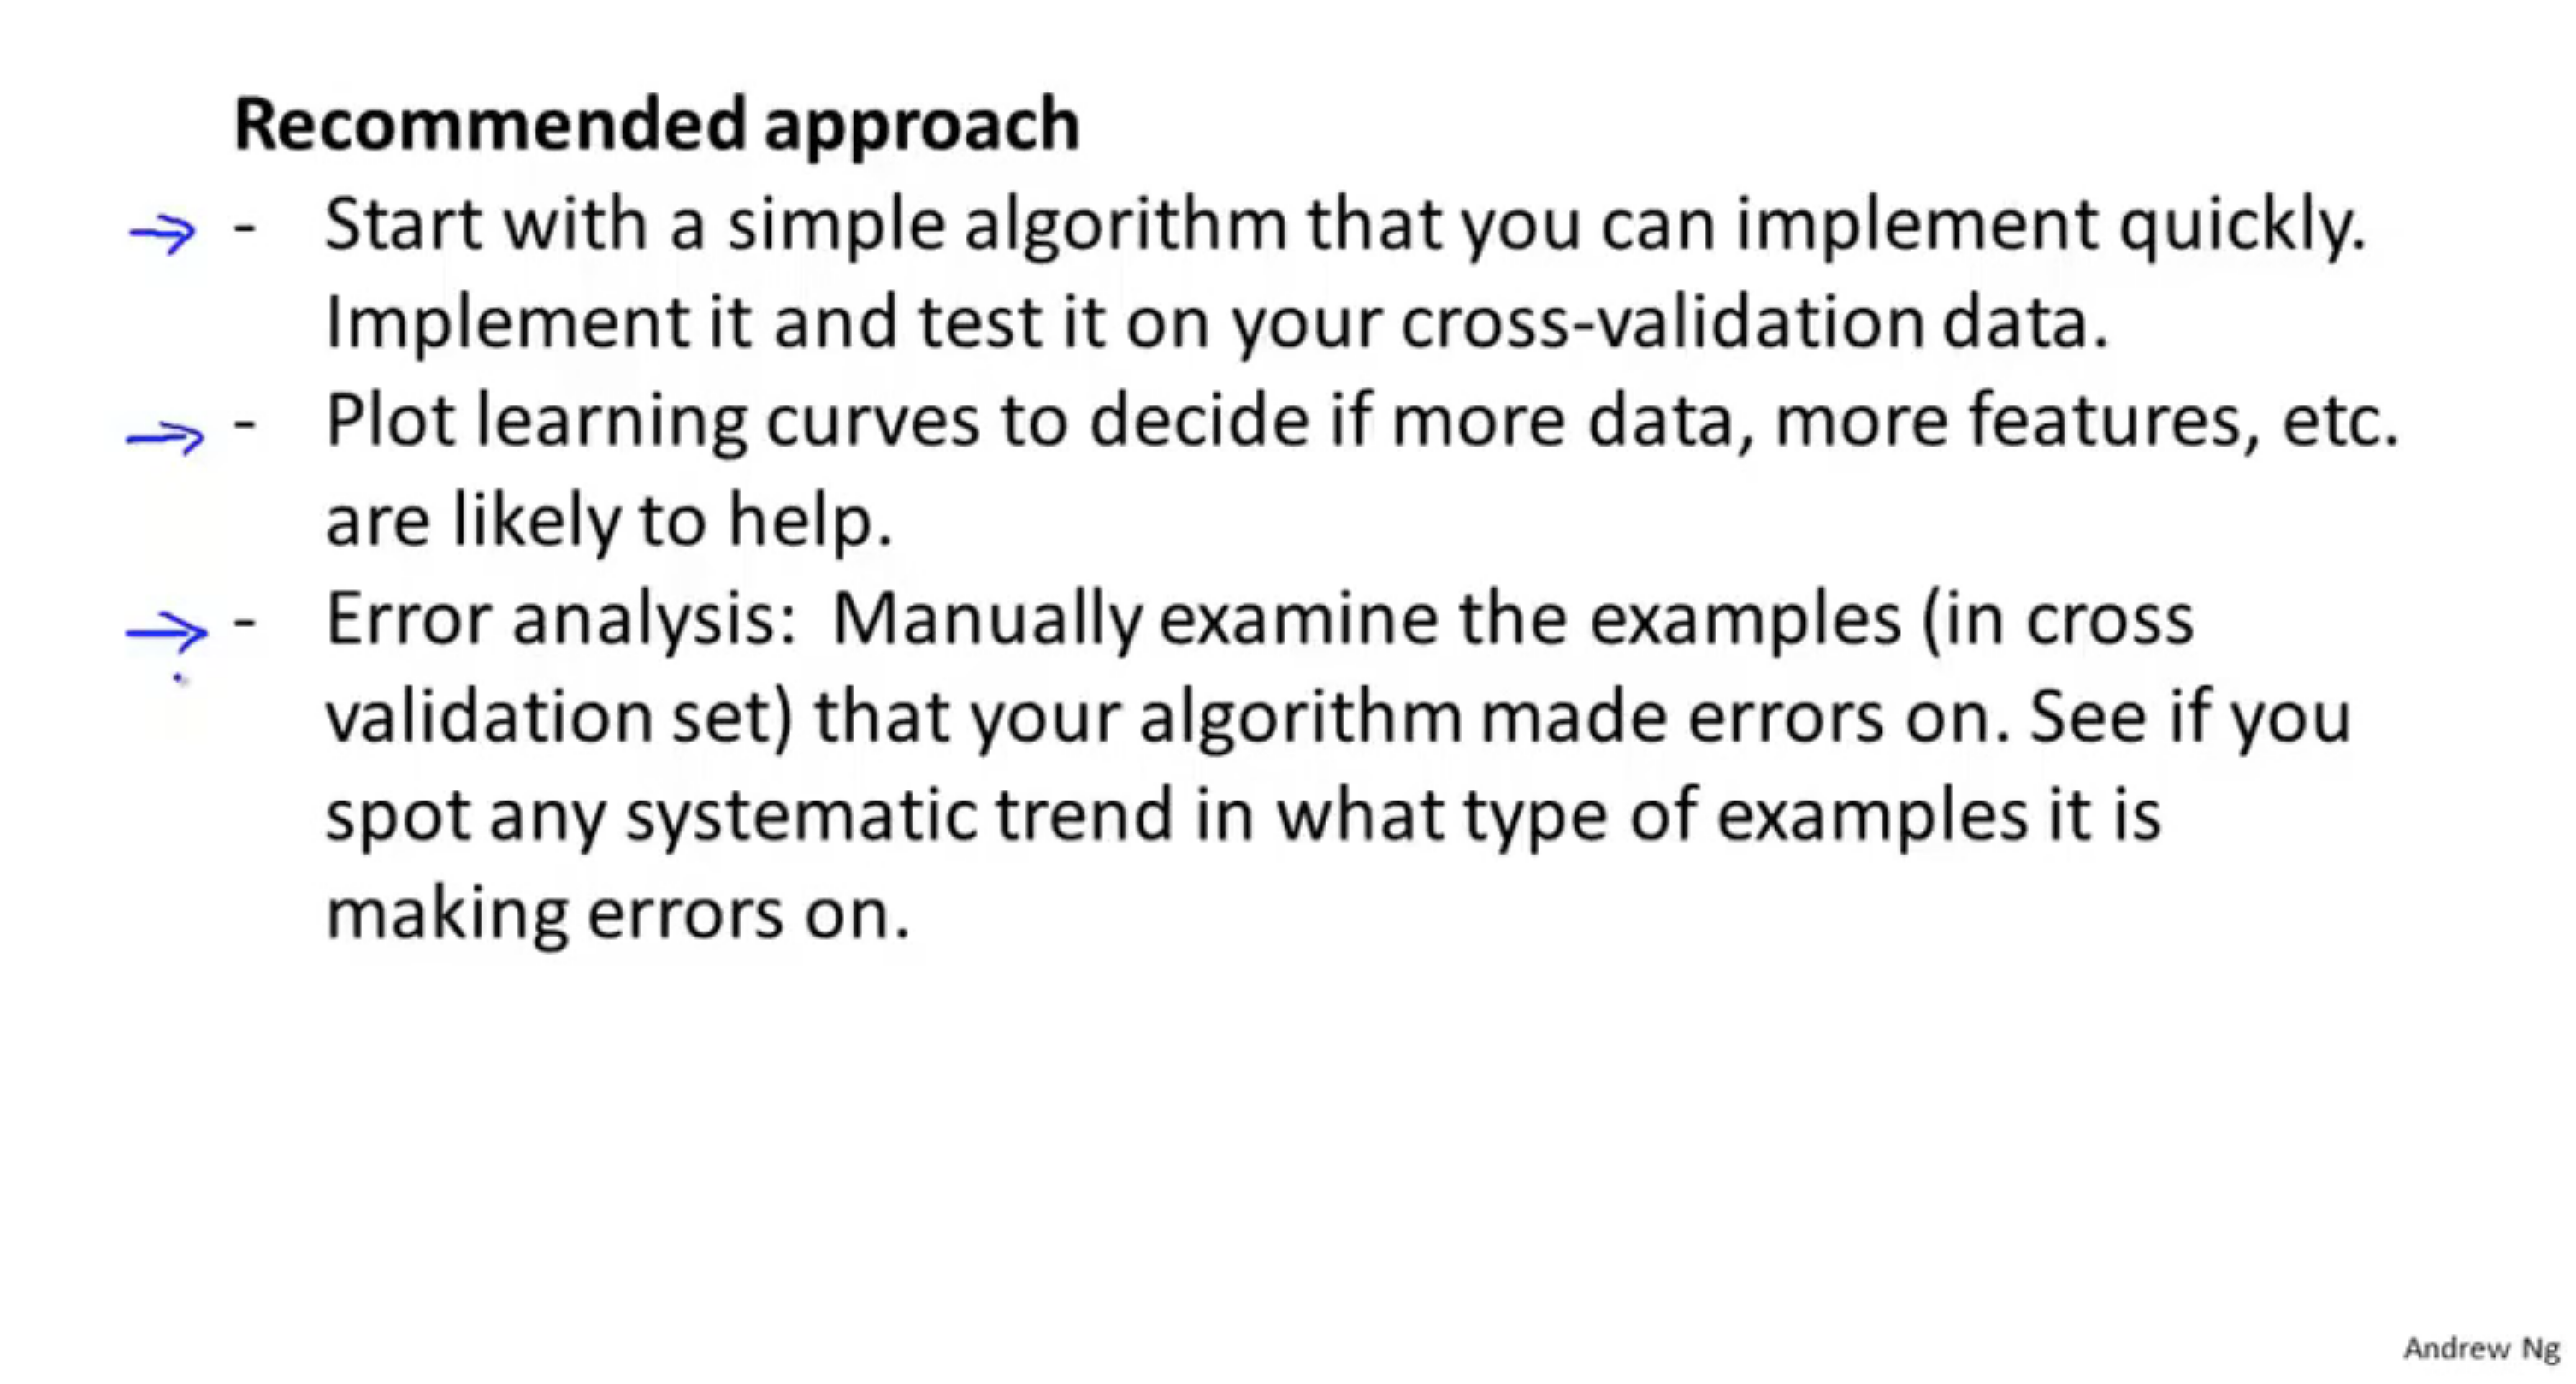 Recommended approach
- Start with a simple algorithm that you can implement quickly.
Implement it and test it on your cross-validation data.
- Plot learning curves to decide if more data, more features, etc.
are likely to help.
- Error analysis: Manually examine the examples (in cross
validation set) that your algorithm made errors on. See if you
spot any systematic trend in what type of examples it is
making errors on.
Andrew Ng